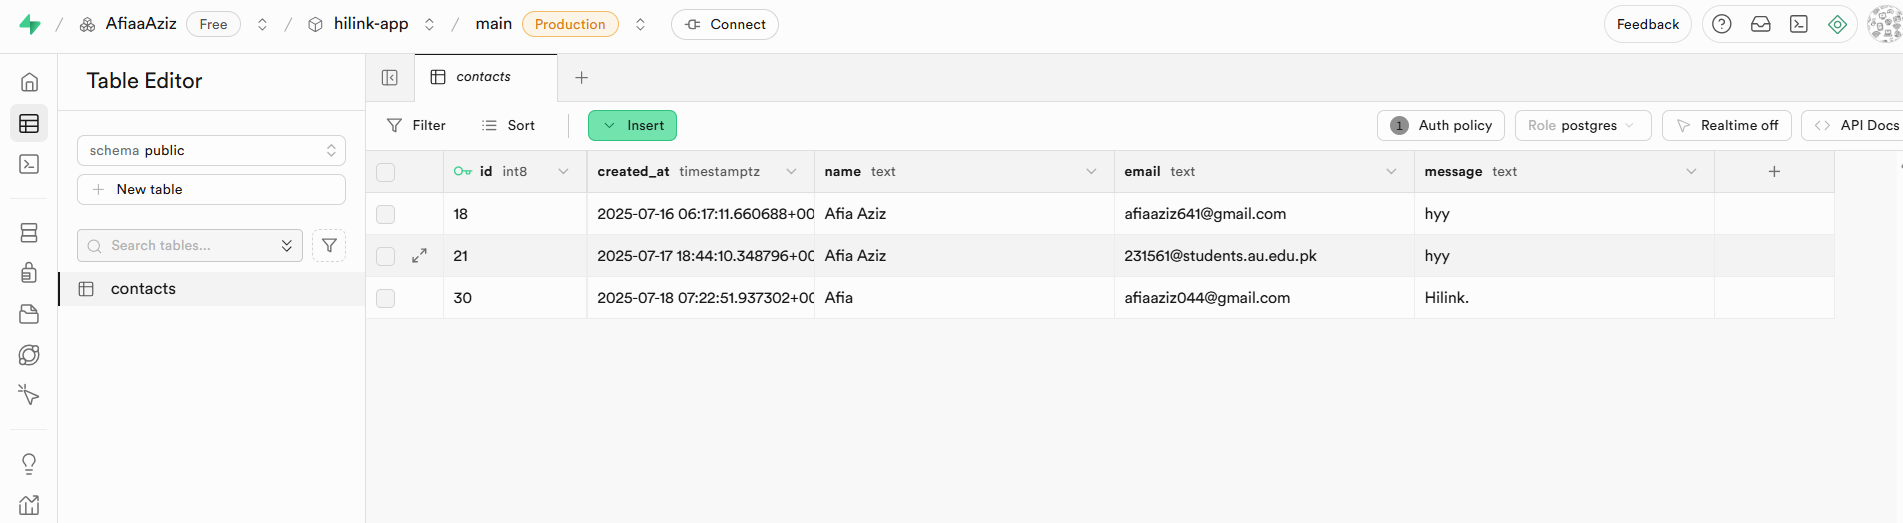 / AfiaaAziz Free / hilink-app / main Production Connect Feedback
Table Editor
contacts
Filter Sort Insert 1 Auth policy Role postgres Realtime off API Docs
schema public
New table
Search tables...
contacts
id int8 created_at timestamptz name text email text message text
18 2025-07-16 06:17:11.660688+00 Afia Aziz afiaaziz641@gmail.com hyy
21 2025-07-17 18:44:10.348796+00 Afia Aziz 231561@students.au.edu.pk hyy
30 2025-07-18 07:22:51.937302+00 Afia afiaaziz044@gmail.com Hilink.